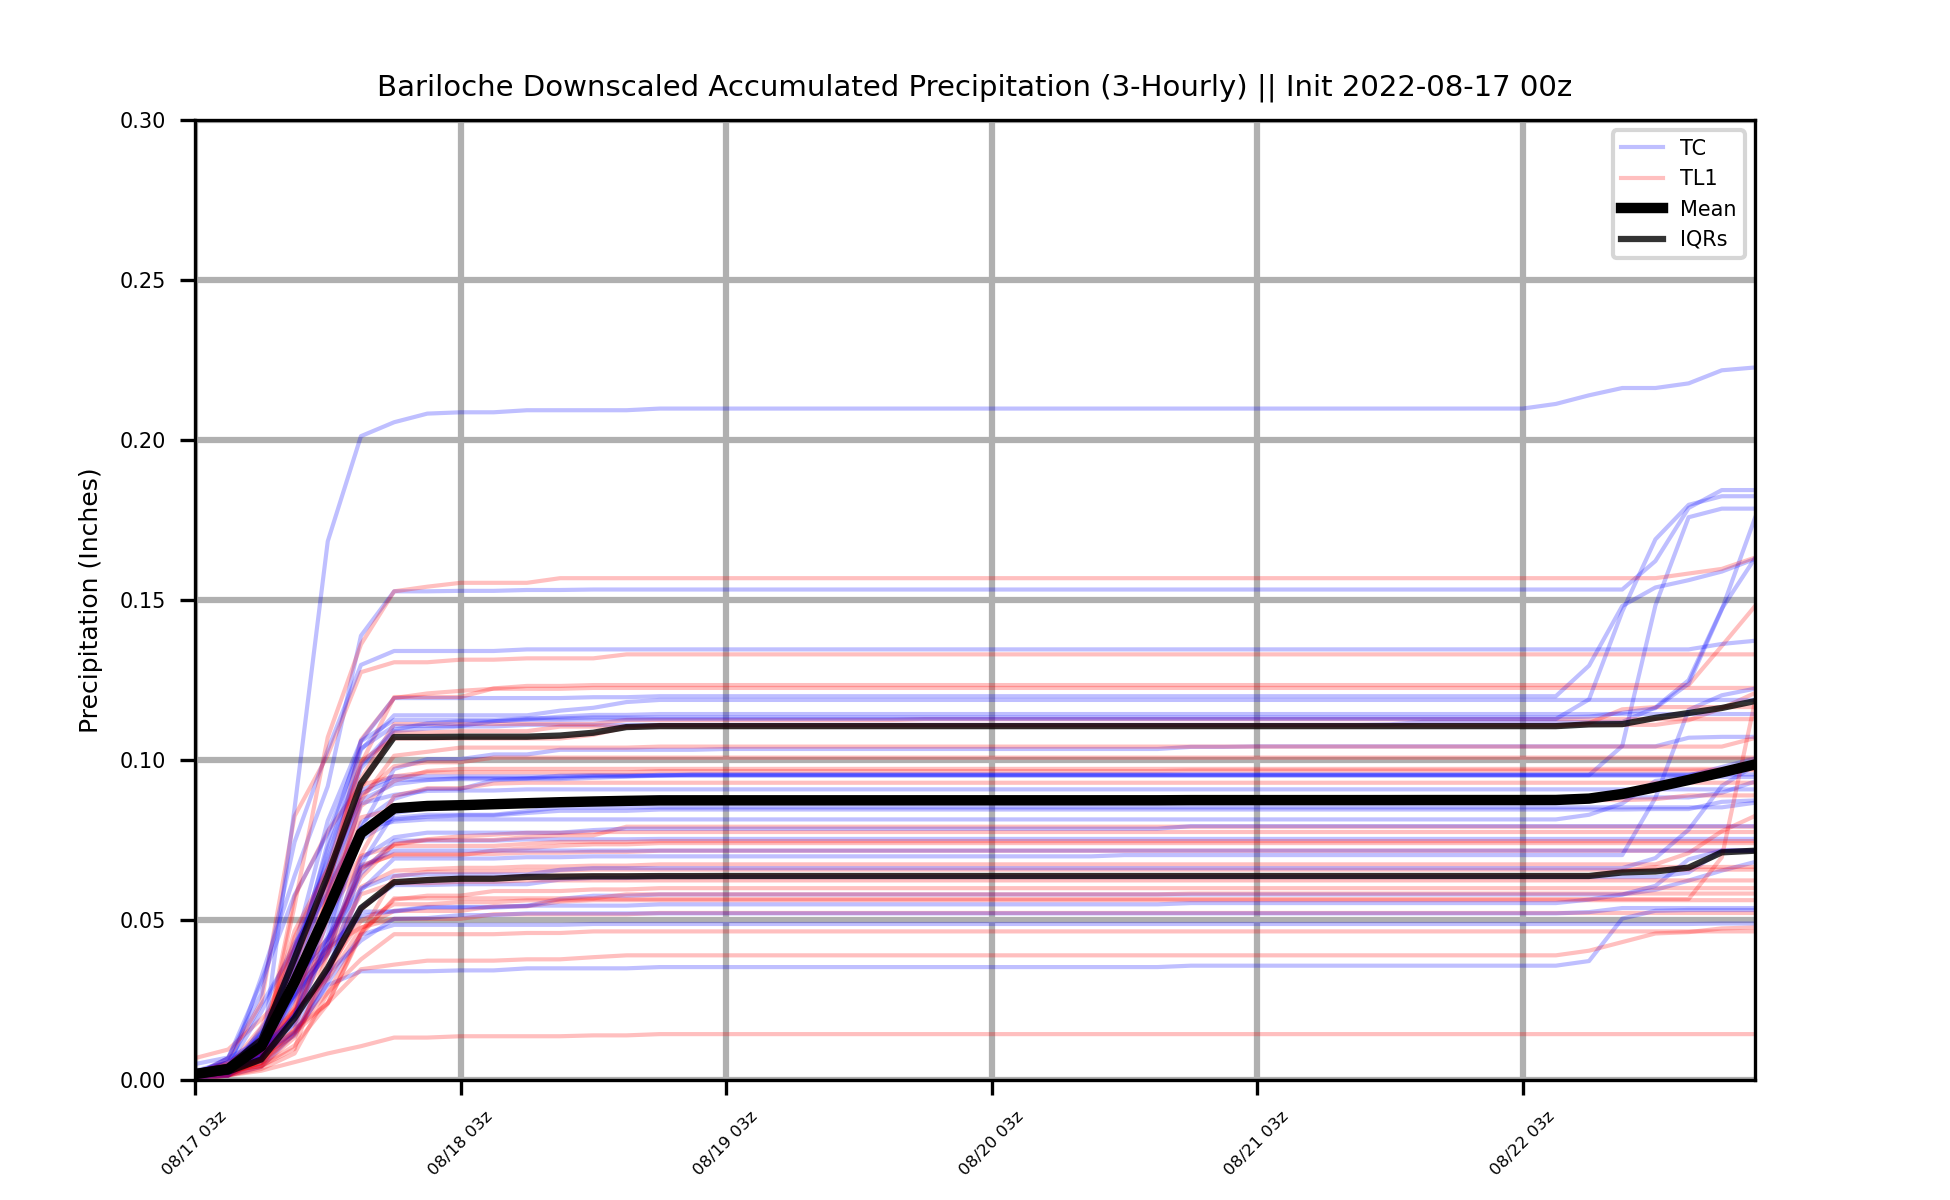 Bariloche Downscaled Accumulated Precipitation (3-Hourly) || Init 2022-08-17 00z
0.30
0.25
0.20
0.15
0.10
0.05
0.00
Precipitation (Inches)
TC
TL1
Mean
IQRs
08/17 03z
08/18 03z
08/19 03z
08/20 03z
08/21 03z
08/22 03z